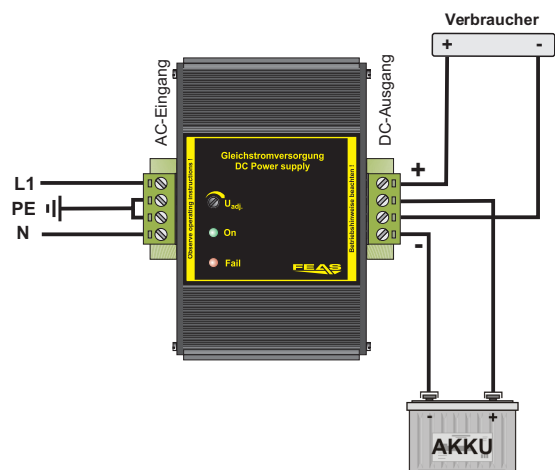 Verbraucher
+ -
AC-Eingang
DC-Ausgang
Observe operating instructions !
Gleichstromversorgung
DC Power supply
Betriebshinweise beachten !
Uadj.
On
Fail
FEAS
L1
PE
N
+
-
- +
AKKU